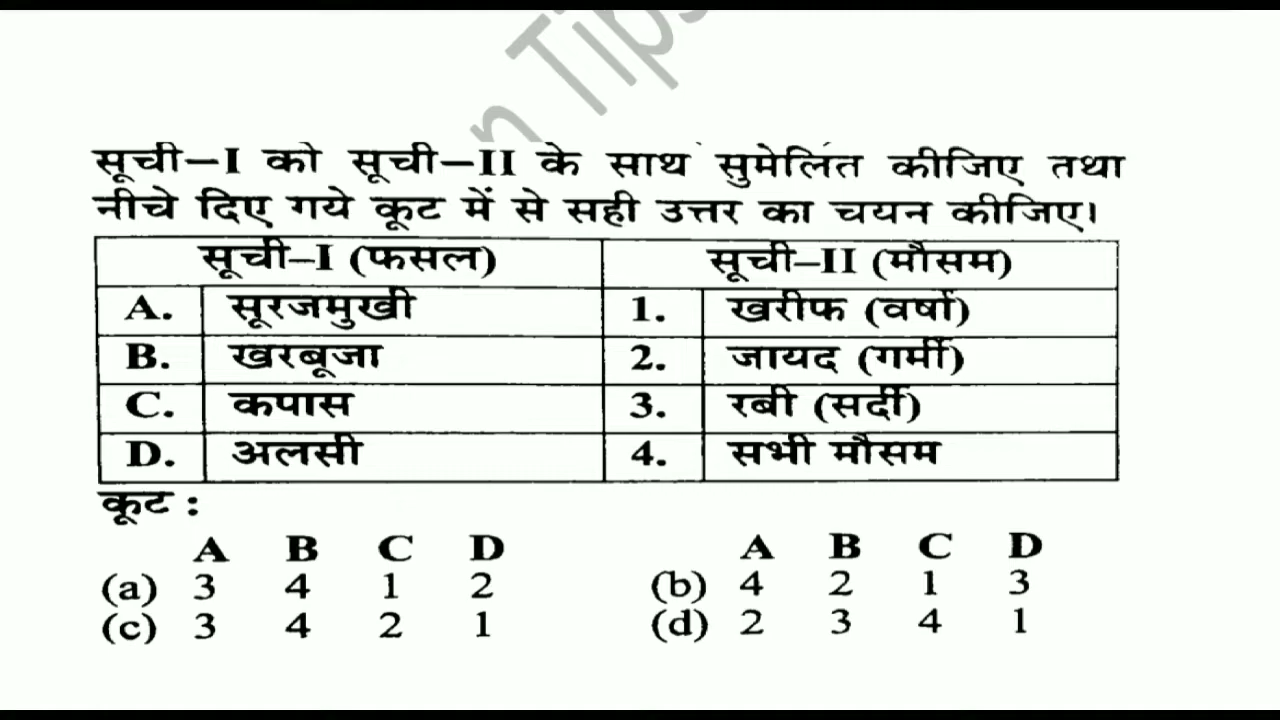 n Tips
सूची–I को सूची–II के साथ सुमेलित कीजिए तथा
नीचे दिए गये कूट में से सही उत्तर का चयन कीजिए।
सूची–I (फसल) सूची–II (मौसम)
A. सूरजमुखी 1. खरीफ (वर्षा)
B. खरबूजा 2. जायद (गर्मी)
C. कपास 3. रबी (सर्दी)
D. अलसी 4. सभी मौसम
कूट :
A B C D A B C D
(a) 3 4 1 2 (b) 4 2 1 3
(c) 3 4 2 1 (d) 2 3 4 1